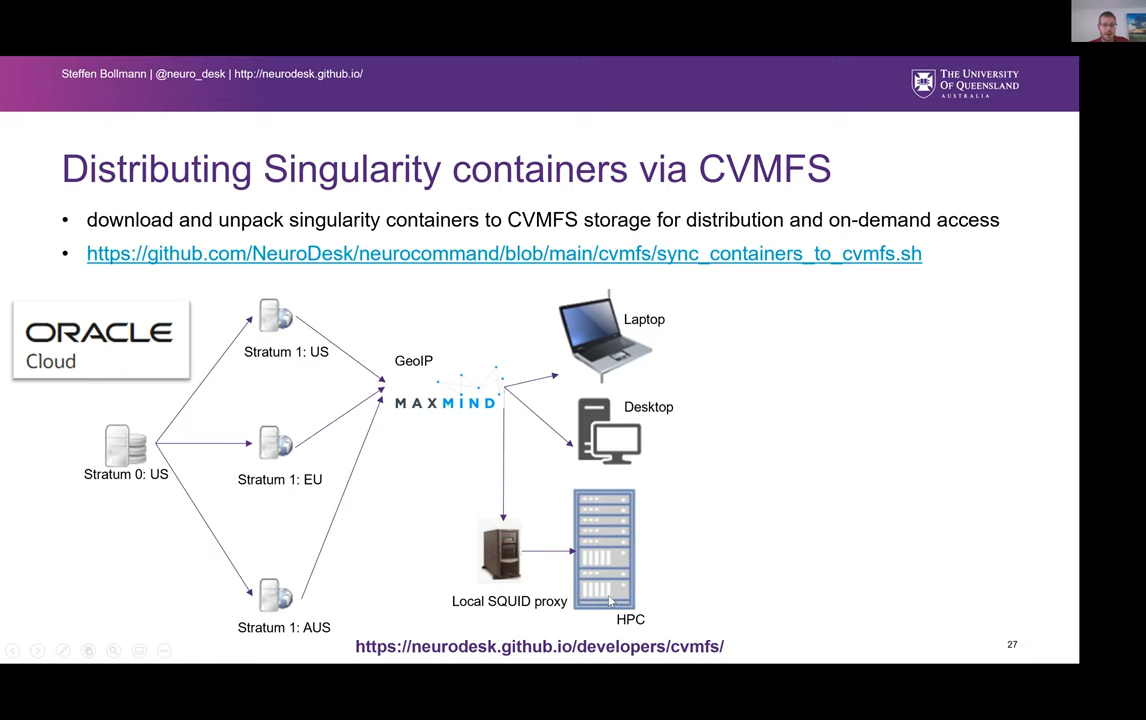 Steffen Bollmann | @neuro_desk | http://neurodesk.github.io/
THE UNIVERSITY
OF QUEENSLAND
AUSTRALIA
Distributing Singularity containers via CVMFS
• download and unpack singularity containers to CVMFS storage for distribution and on-demand access
• https://github.com/NeuroDesk/neurocommand/blob/main/cvmfs/sync_containers_to_cvmfs.sh
ORACLE
Cloud
Stratum 1: US
GeoIP
MAXMIND
Laptop
Desktop
Stratum 0: US
Stratum 1: EU
Local SQUID proxy
HPC
Stratum 1: AUS
https://neurodesk.github.io/developers/cvmfs/
27